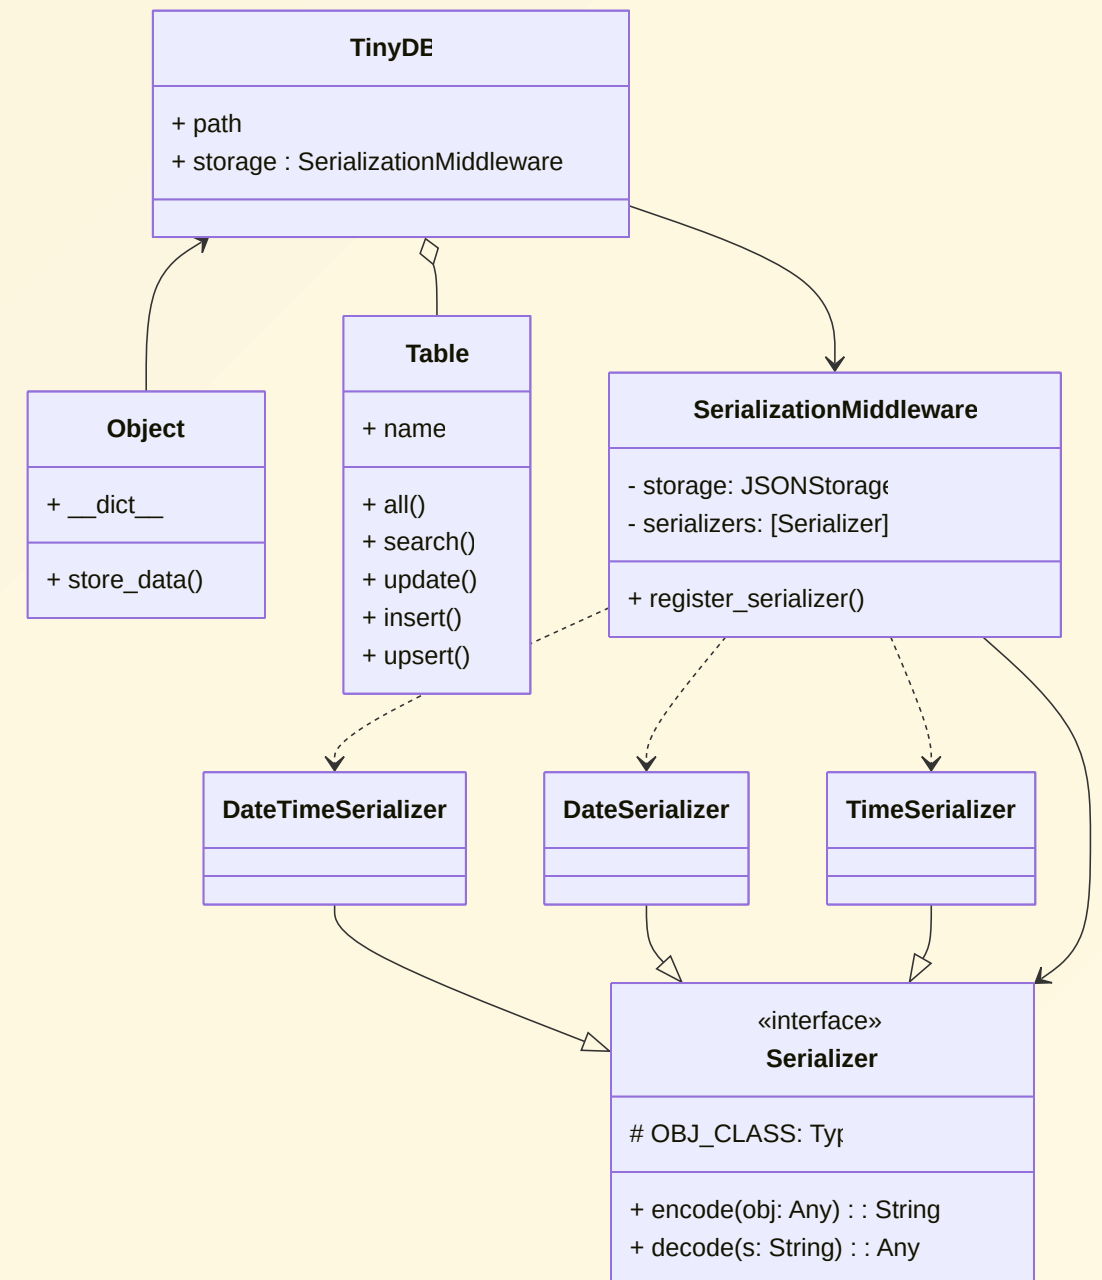 TinyDB
+ path
+ storage : SerializationMiddleware
Table
+ name
+ all()
+ search()
+ update()
+ insert()
+ upsert()
Object
+ __dict__
+ store_data()
SerializationMiddleware
- storage: JSONStorage
- serializers: [Serializer]
+ register_serializer()
DateTimeSerializer
DateSerializer
TimeSerializer
«interface»
Serializer
# OBJ_CLASS: Typ
+ encode(obj: Any) : : String
+ decode(s: String) : : Any